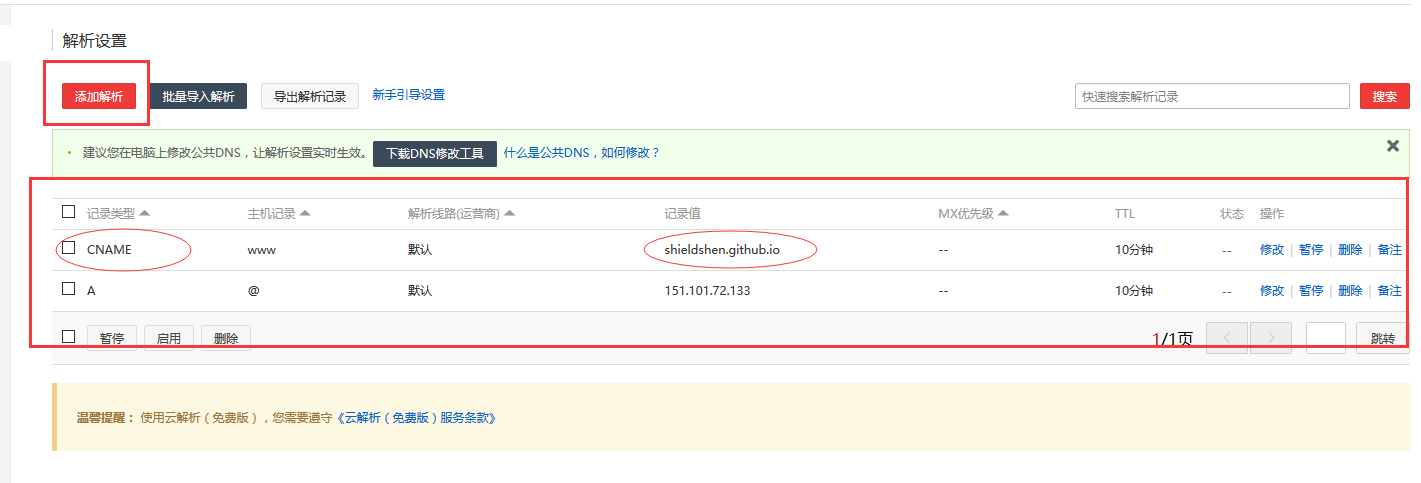 解析设置
添加解析 批量导入解析 导出解析记录 新手引导设置 快速搜索解析记录 搜索
• 建议您在电脑上修改公共DNS，让解析设置实时生效。 下载DNS修改工具 什么是公共DNS，如何修改？
记录类型 主机记录 解析线路(运营商) 记录值 MX优先级 TTL 状态 操作
CNAME www 默认 shieldshen.github.io -- 10分钟 -- 修改 | 暂停 | 删除 | 备注
A @ 默认 151.101.72.133 -- 10分钟 -- 修改 | 暂停 | 删除 | 备注
暂停 启用 删除 1/1页 跳转
温馨提醒： 使用云解析（免费版），您需要遵守《云解析（免费版）服务条款》